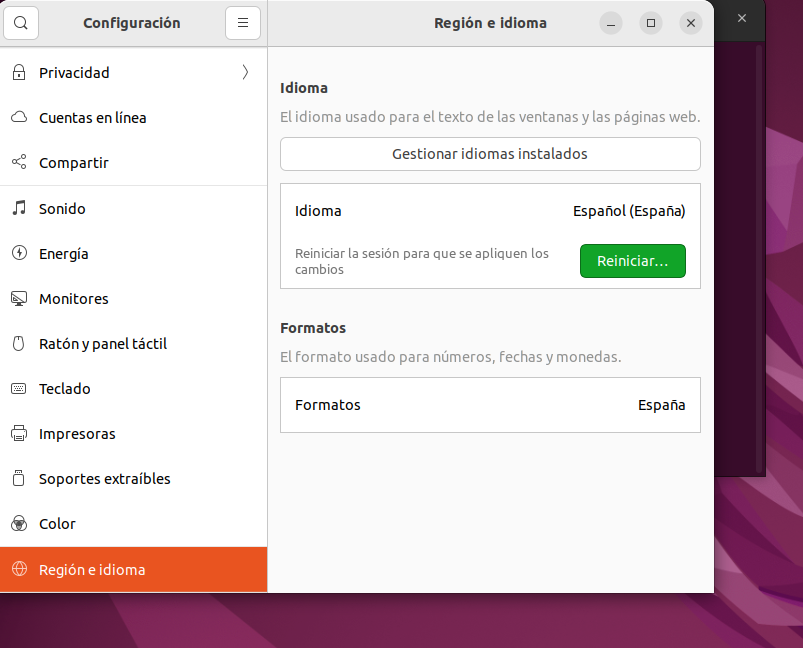 Configuración
Región e idioma
Privacidad
Cuentas en línea
Compartir
Sonido
Energía
Monitores
Ratón y panel táctil
Teclado
Impresoras
Soportes extraíbles
Color
Región e idioma
Idioma
El idioma usado para el texto de las ventanas y las páginas web.
Gestionar idiomas instalados
Idioma
Español (España)
Reiniciar la sesión para que se apliquen los
cambios
Reiniciar…
Formatos
El formato usado para números, fechas y monedas.
Formatos
España